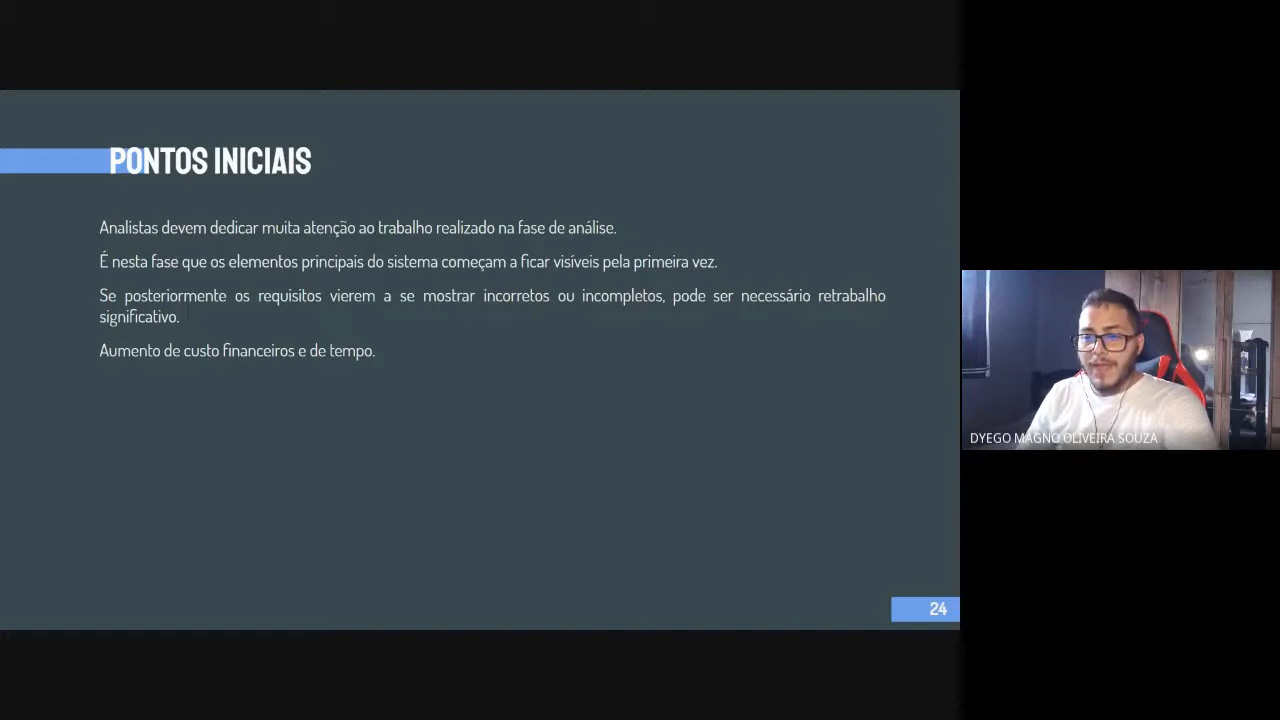 PONTOS INICIAIS
Analistas devem dedicar muita atenção ao trabalho realizado na fase de análise.
É nesta fase que os elementos principais do sistema começam a ficar visíveis pela primeira vez.
Se posteriormente os requisitos vierem a se mostrar incorretos ou incompletos, pode ser necessário retrabalho
significativo.
Aumento de custo financeiros e de tempo.
24
DYEGO MAGNO OLIVEIRA SOUZA